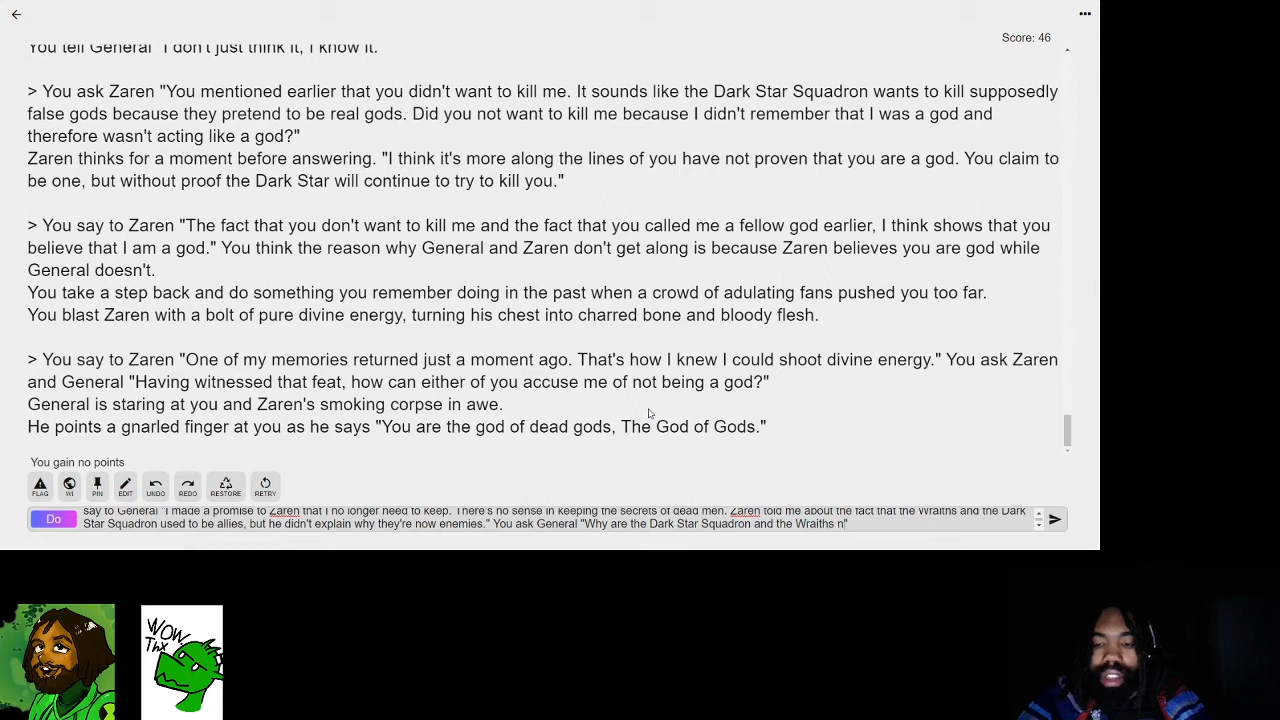 Score: 46
You tell General "I don't just think it, I know it.
> You ask Zaren "You mentioned earlier that you didn't want to kill me. It sounds like the Dark Star Squadron wants to kill supposedly
false gods because they pretend to be real gods. Did you not want to kill me because I didn't remember that I was a god and
therefore wasn't acting like a god?"
Zaren thinks for a moment before answering. "I think it's more along the lines of you have not proven that you are a god. You claim to
be one, but without proof the Dark Star will continue to try to kill you."
> You say to Zaren "The fact that you don't want to kill me and the fact that you called me a fellow god earlier, I think shows that you
believe that I am a god." You think the reason why General and Zaren don't get along is because Zaren believes you are god while
General doesn't.
You take a step back and do something you remember doing in the past when a crowd of adulating fans pushed you too far.
You blast Zaren with a bolt of pure divine energy, turning his chest into charred bone and bloody flesh.
> You say to Zaren "One of my memories returned just a moment ago. That's how I knew I could shoot divine energy." You ask Zaren
and General "Having witnessed that feat, how can either of you accuse me of not being a god?"
General is staring at you and Zaren's smoking corpse in awe.
He points a gnarled finger at you as he says "You are the god of dead gods, The God of Gods."
You gain no points
FLAG WI PIN EDIT UNDO REDO RESTORE RETRY
say to General "I made a promise to Zaren that I no longer need to keep. There's no sense in keeping the secrets of dead men. Zaren told me about the fact that the Wraiths and the Dark
Do
Star Squadron used to be allies, but he didn't explain why they're now enemies." You ask General "Why are the Dark Star Squadron and the Wraiths n"
WOW
Thx